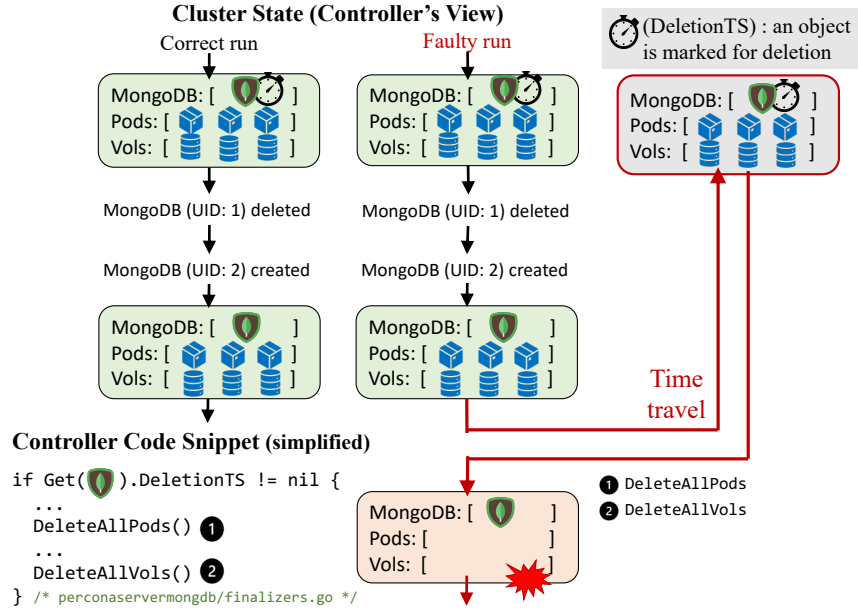 Cluster State (Controller's View)
Correct run
Faulty run
(DeletionTS) : an object
is marked for deletion
MongoDB: [ ]
Pods: [ ]
Vols: [ ]
MongoDB: [ ]
Pods: [ ]
Vols: [ ]
MongoDB: [ ]
Pods: [ ]
Vols: [ ]
MongoDB (UID: 1) deleted
MongoDB (UID: 1) deleted
MongoDB (UID: 2) created
MongoDB (UID: 2) created
MongoDB: [ ]
Pods: [ ]
Vols: [ ]
MongoDB: [ ]
Pods: [ ]
Vols: [ ]
Time
travel
Controller Code Snippet (simplified)
if Get( ).DeletionTS != nil {
...
DeleteAllPods() 1
...
DeleteAllVols() 2
} /* perconaservermongdb/finalizers.go */
MongoDB: [ ]
Pods: [ ]
Vols: [ ]
1 DeleteAllPods
2 DeleteAllVols